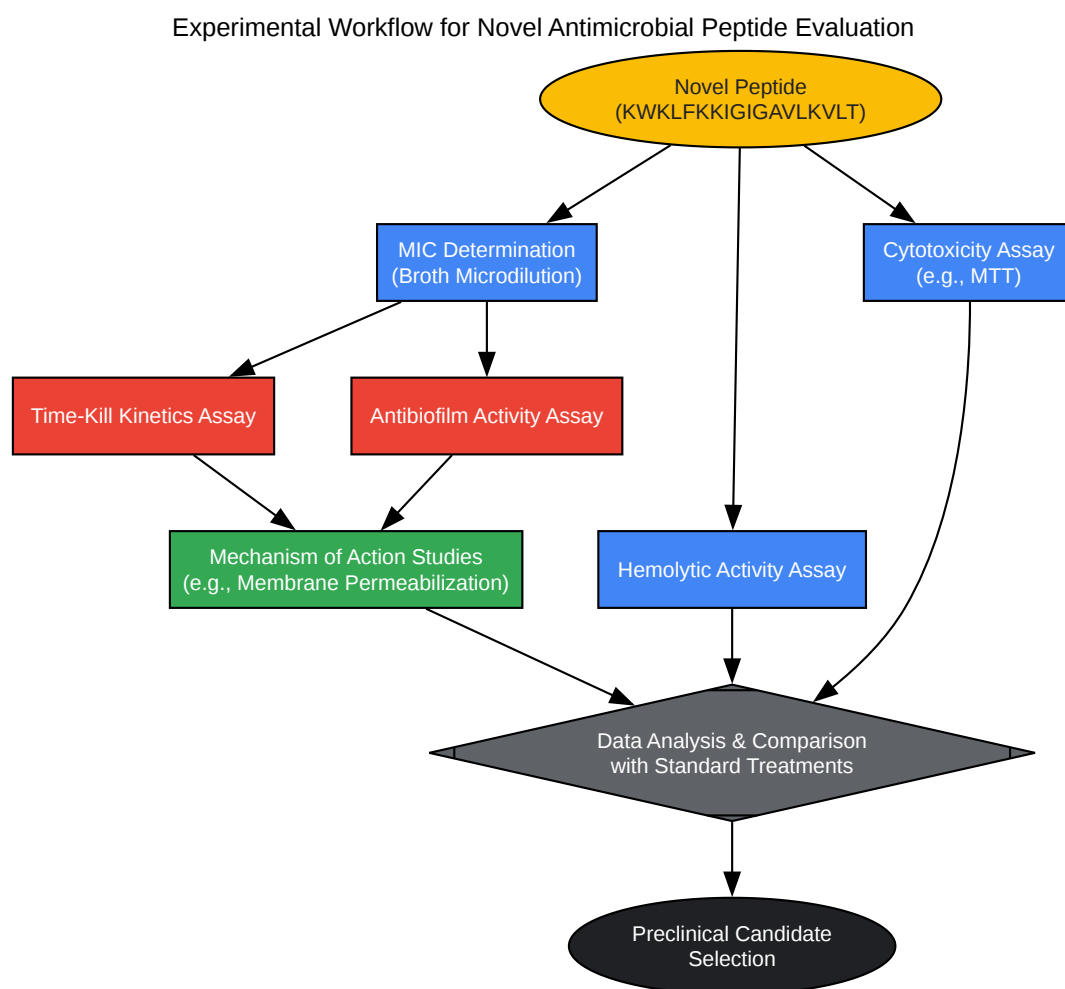 Experimental Workflow for Novel Antimicrobial Peptide Evaluation
Novel Peptide
(KWKLFKKIGIGAVLKVLT)
MIC Determination
(Broth Microdilution)
Cytotoxicity Assay
(e.g., MTT)
Time-Kill Kinetics Assay
Antibiofilm Activity Assay
Mechanism of Action Studies
(e.g., Membrane Permeabilization)
Hemolytic Activity Assay
Data Analysis & Comparison
with Standard Treatments
Preclinical Candidate
Selection